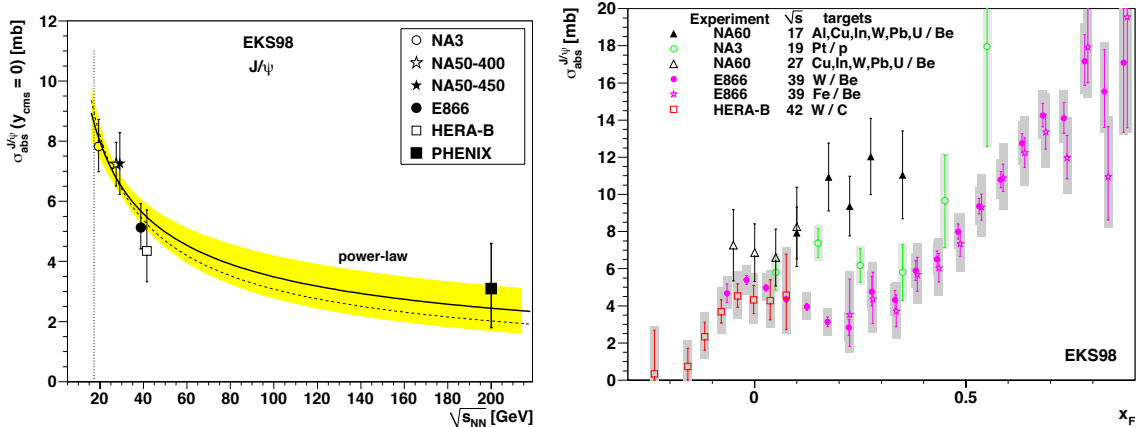 12
10
8
6
4
2
0
σ_abs^J/ψ (y_cms = 0) [mb]
EKS98
J/ψ
NA3
NA50-400
NA50-450
E866
HERA-B
PHENIX
power-law
20 40 60 80 100 120 140 160 180 200
√s_NN [GeV]
20
18
16
14
12
10
8
6
4
2
0
σ_abs^J/ψ [mb]
Experiment √s targets
NA60 17 Al,Cu,In,W,Pb,U / Be
NA3 19 Pt / p
NA60 27 Cu,In,W,Pb,U / Be
E866 39 W / Be
E866 39 Fe / Be
HERA-B 42 W / C
EKS98
0 0.5
x_F